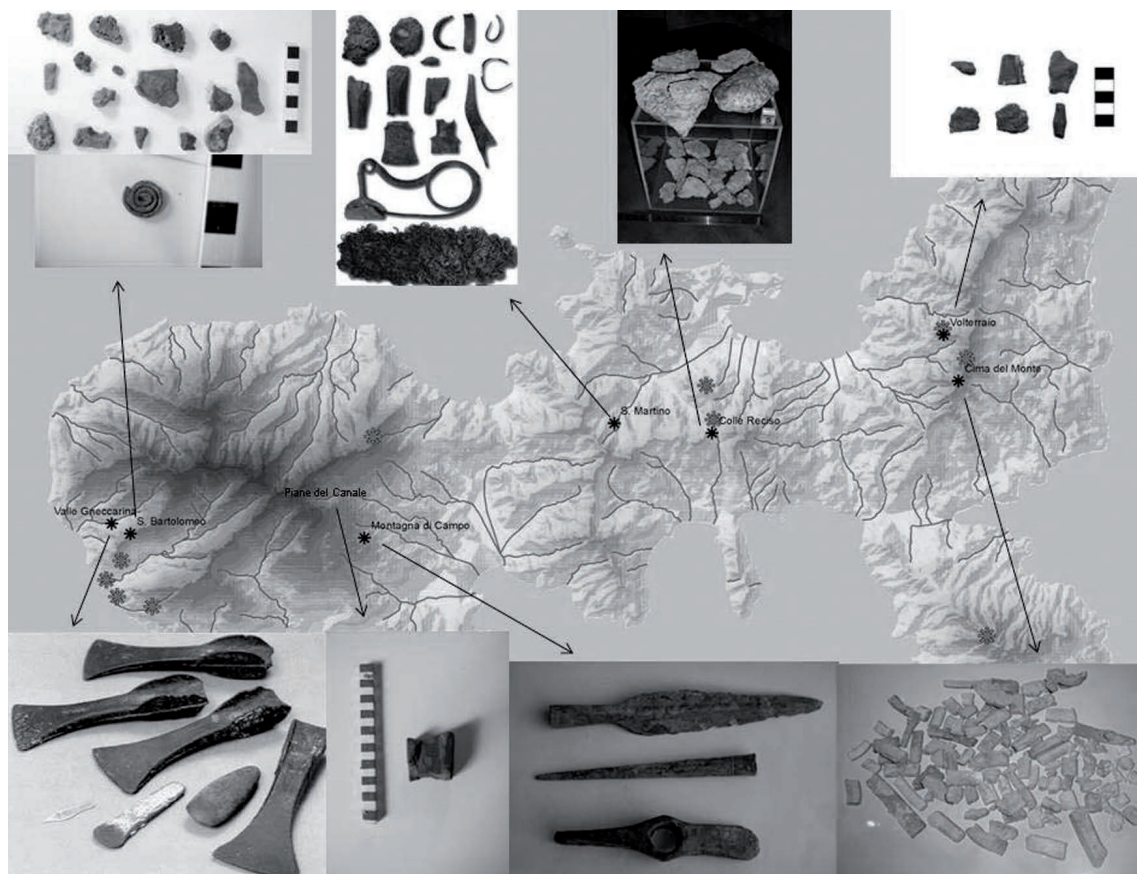 Volterraio
Cima del Monte
S. Martino
Colle Reciso
Piane del Canale
Valle Gneccarina
S. Bartolomeo
Montagna di Campo